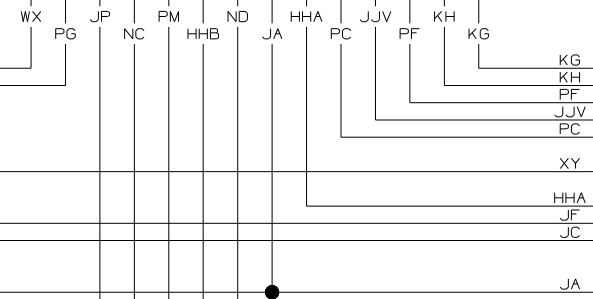 WX JP PM ND HHA JJV KH
PG NC HHB JA PC PF KG
KG
KH
PF
JJV
PC
XY
HHA
JF
JC
JA